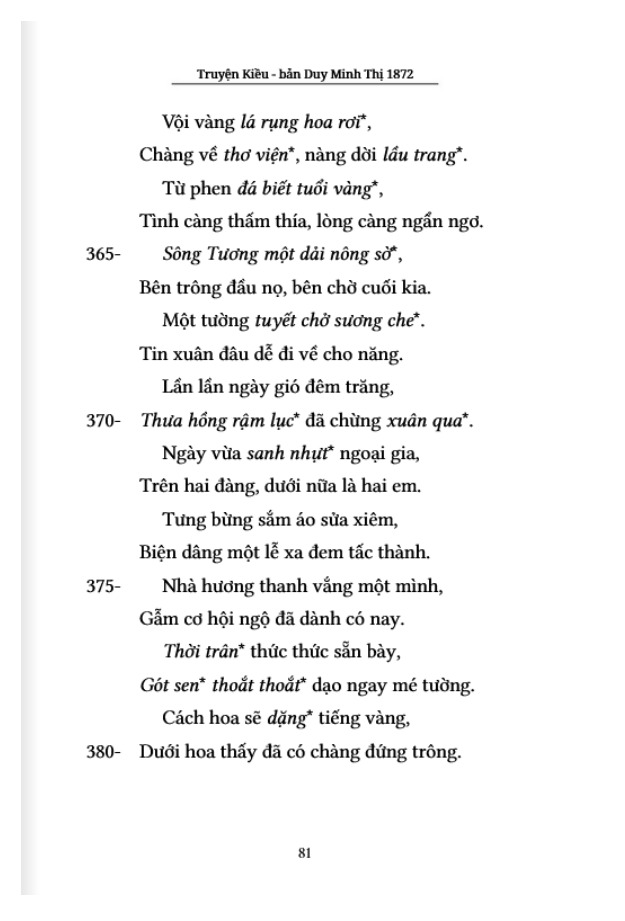 Truyện Kiều - bản Duy Minh Thị 1872
Vội vàng lá rụng hoa rơi*,
Chàng về thơ viện*, nàng dời lầu trang*.
Từ phen đá biết tuổi vàng*,
Tình càng thấm thía, lòng càng ngẩn ngơ.
365- Sông Tương một dải nông sờ*,
Bên trông đầu nọ, bên chờ cuối kia.
Một tường tuyết chở sương che*.
Tin xuân đâu dễ đi về cho năng.
Lần lần ngày gió đêm trăng,
370- Thưa hồng rậm lục* đã chừng xuân qua*.
Ngày vừa sanh nhựt* ngoại gia,
Trên hai đàng, dưới nữa là hai em.
Tưng bừng sắm áo sửa xiêm,
Biện dâng một lễ xa đem tấc thành.
375- Nhà hương thanh vắng một mình,
Gẫm cơ hội ngộ đã dành có nay.
Thời trân* thức thức sẵn bày,
Gót sen* thoắt thoắt* dạo ngay mé tường.
Cách hoa sẽ dặng* tiếng vàng,
380- Dưới hoa thấy đã có chàng đứng trông.
81